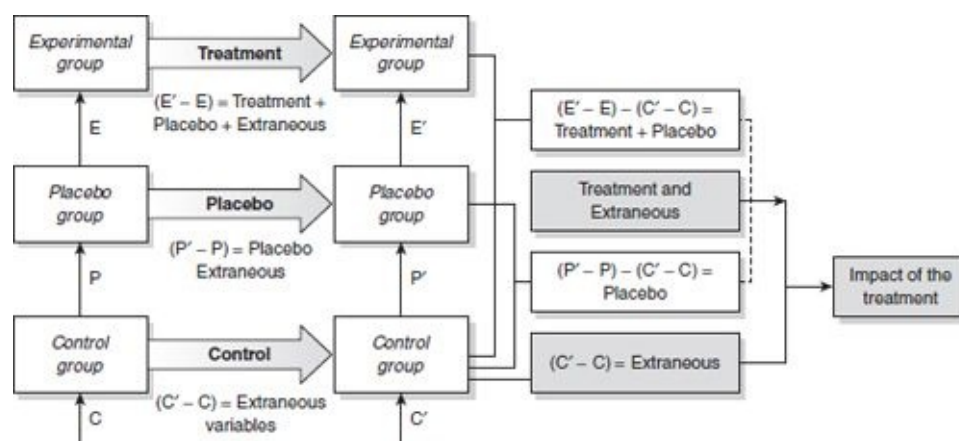 Experimental
group
Treatment
Experimental
group
(E′ – E) = Treatment +
Placebo + Extraneous
E
E′
(E′ – E) – (C′ – C) =
Treatment + Placebo
Placebo
group
Placebo
Placebo
group
Treatment and
Extraneous
(P′ – P) = Placebo
Extraneous
P
P′
(P′ – P) – (C′ – C) =
Placebo
Impact of the
treatment
Control
group
Control
Control
group
(C′ – C) = Extraneous
(C′ – C) = Extraneous
variables
C
C′